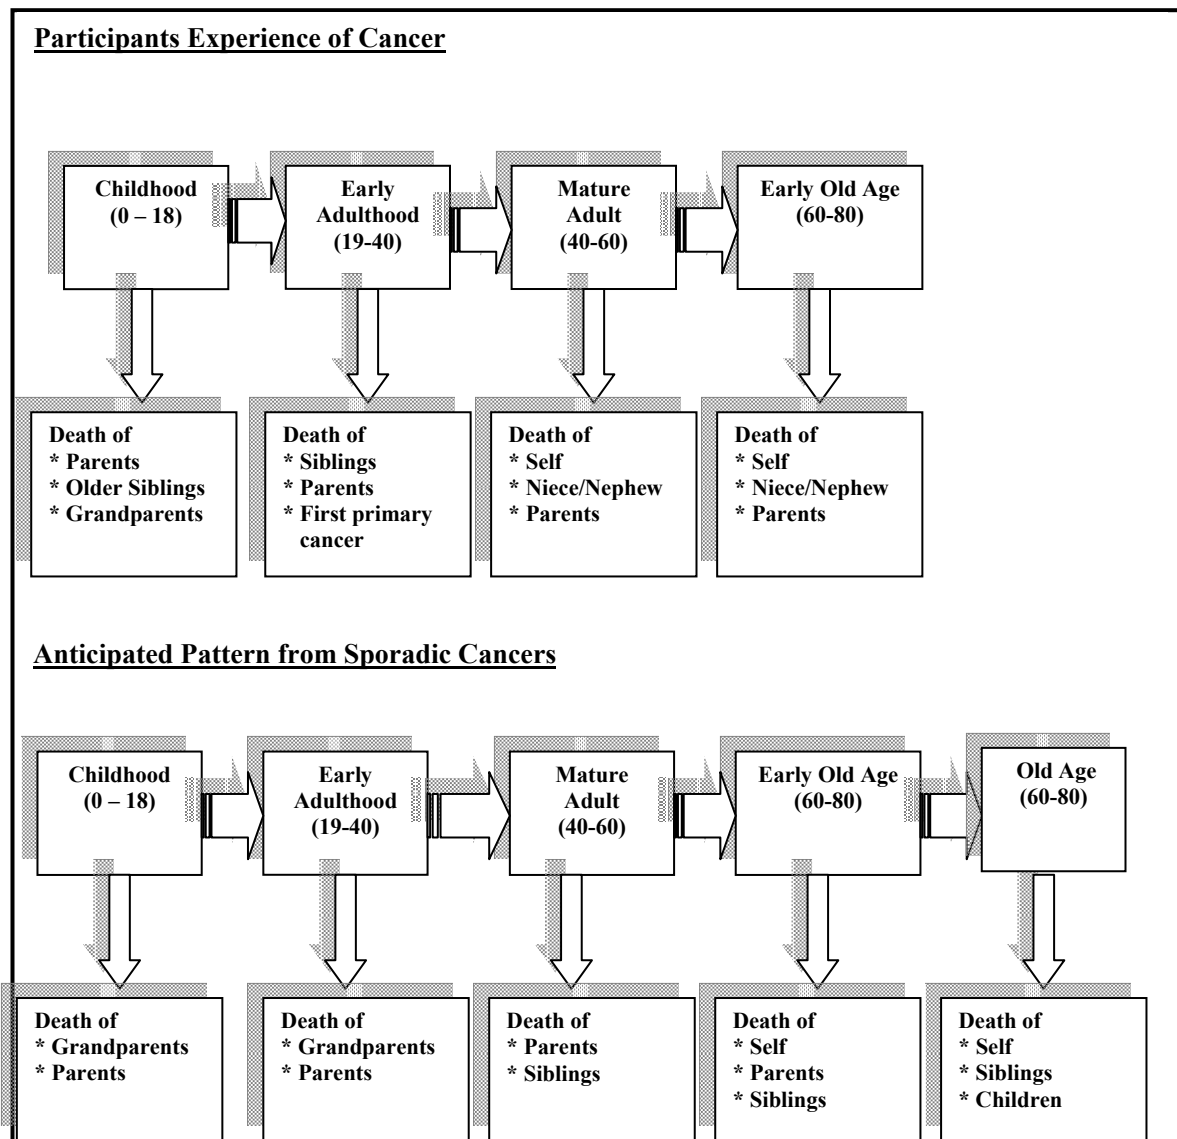 Participants Experience of Cancer
Childhood
(0 – 18)
Early
Adulthood
(19-40)
Mature
Adult
(40-60)
Early Old Age
(60-80)
Death of
* Parents
* Older Siblings
* Grandparents
Death of
* Siblings
* Parents
* First primary
cancer
Death of
* Self
* Niece/Nephew
* Parents
Death of
* Self
* Niece/Nephew
* Parents
Anticipated Pattern from Sporadic Cancers
Childhood
(0 – 18)
Early
Adulthood
(19-40)
Mature
Adult
(40-60)
Early Old Age
(60-80)
Old Age
(60-80)
Death of
* Grandparents
* Parents
Death of
* Grandparents
* Parents
Death of
* Parents
* Siblings
Death of
* Self
* Parents
* Siblings
Death of
* Self
* Siblings
* Children